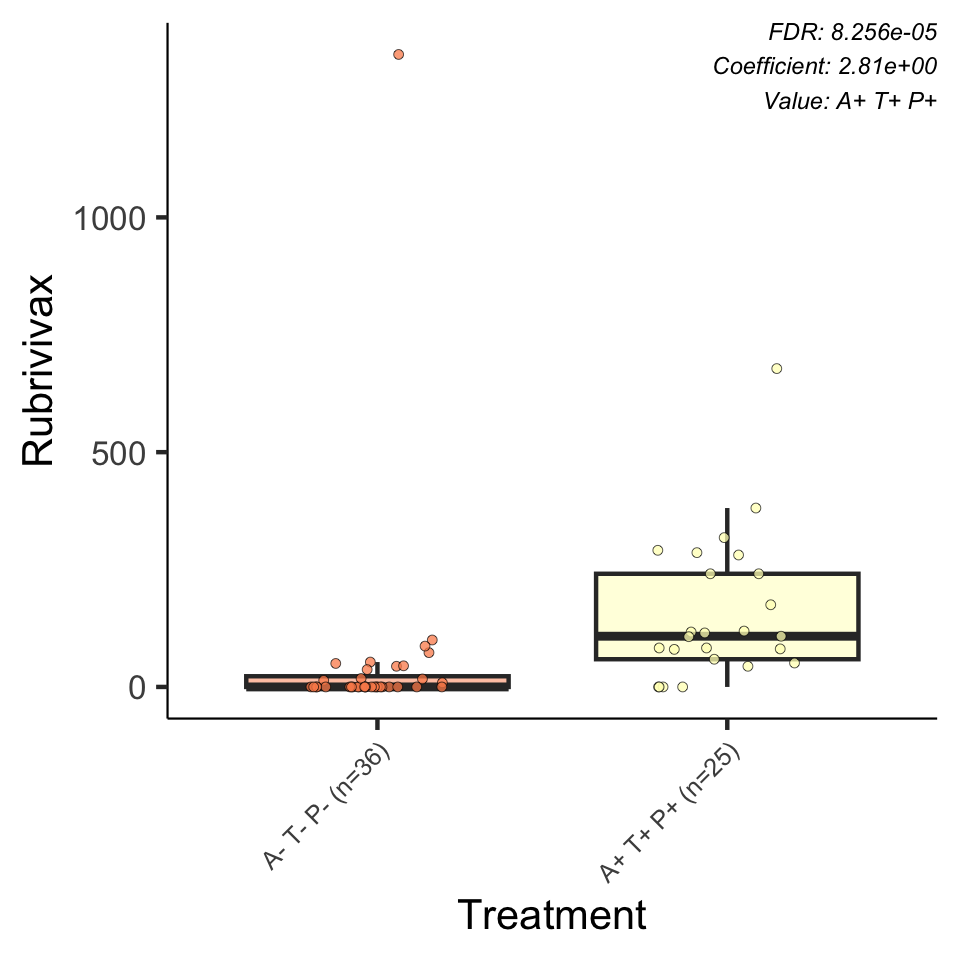 FDR: 8.256e-05
Coefficient: 2.81e+00
Value: A+ T+ P+
Rubrivivax
1000
500
0
A- T- P- (n=36)
A+ T+ P+ (n=25)
Treatment